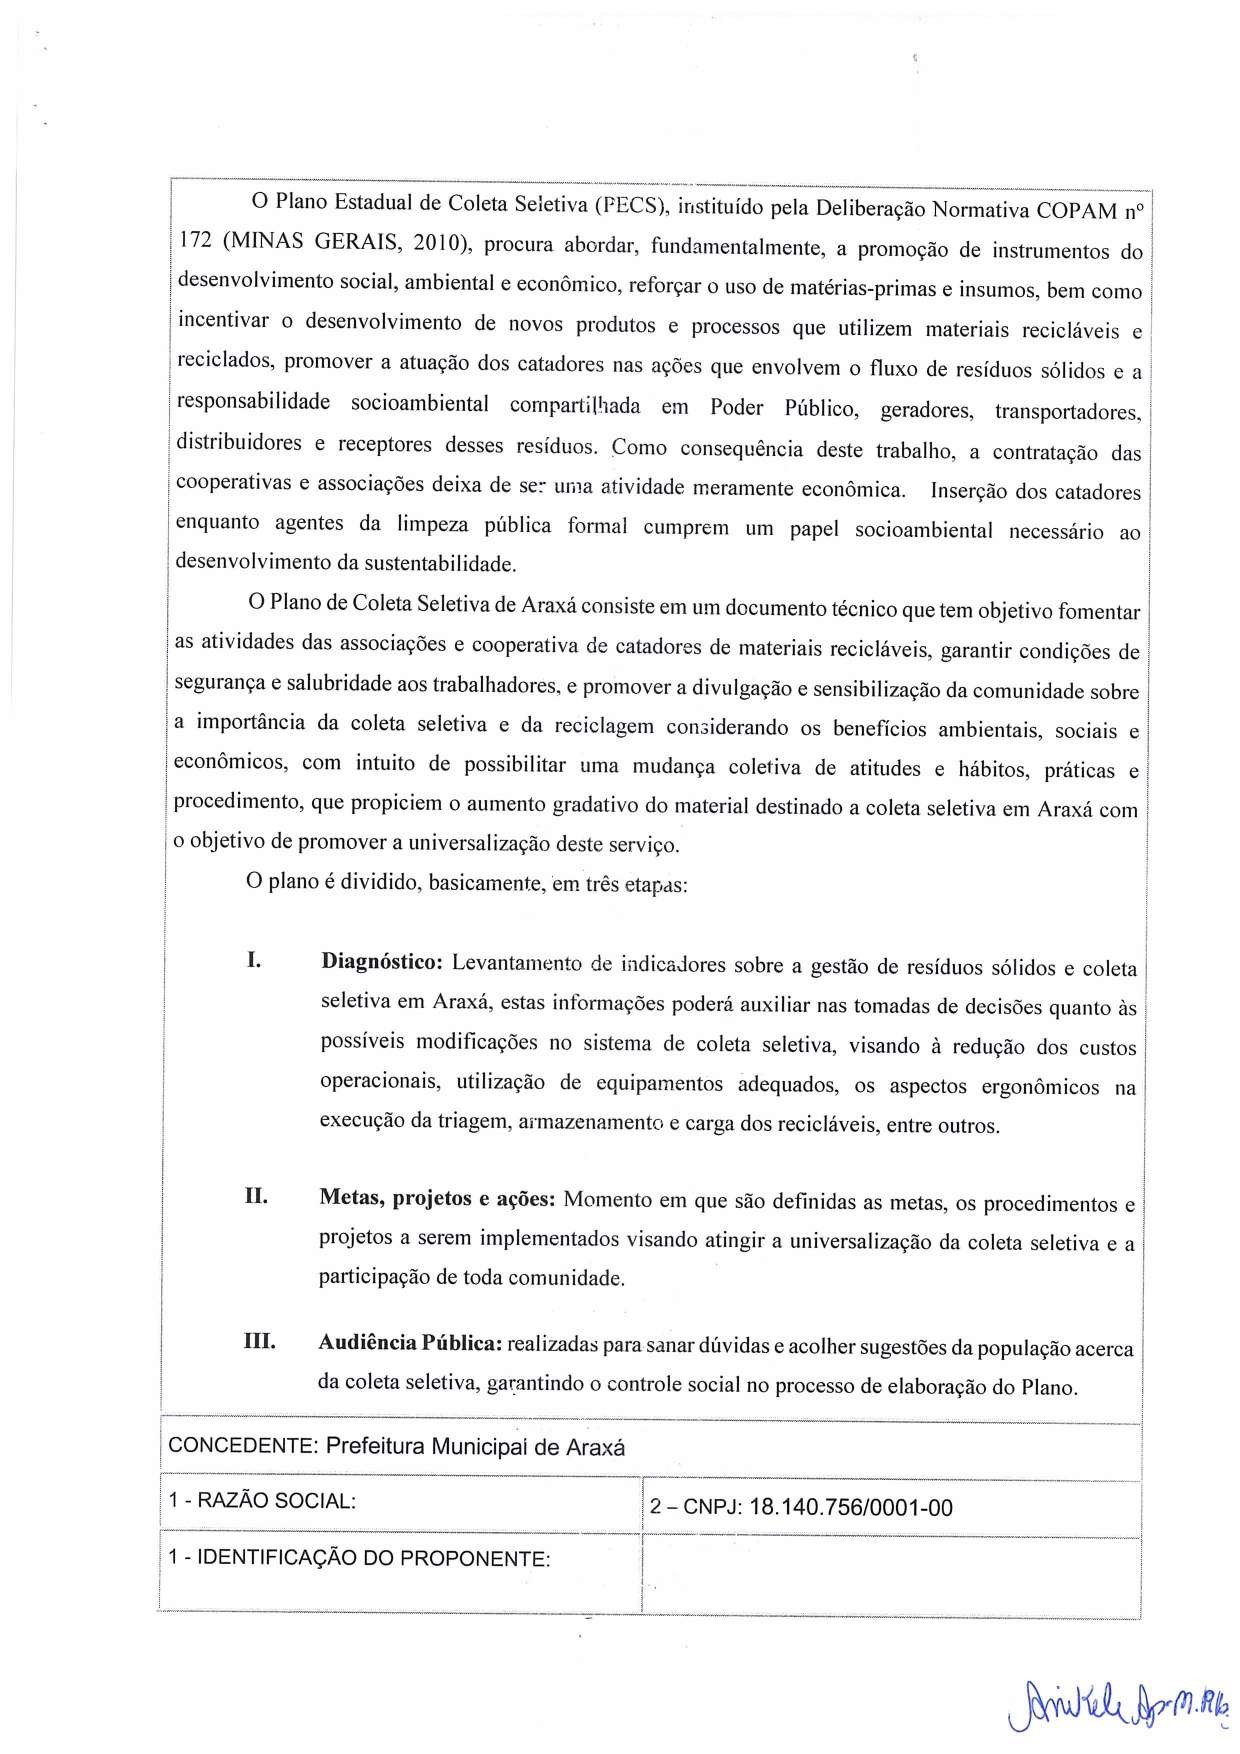 O Plano Estadual de Coleta Seletiva (PECS), instituído pela Deliberação Normativa COPAM nº
172 (MINAS GERAIS, 2010), procura abordar, fundamentalmente, a promoção de instrumentos do
desenvolvimento social, ambiental e econômico, reforçar o uso de matérias-primas e insumos, bem como
incentivar o desenvolvimento de novos produtos e processos que utilizem materiais recicláveis e
reciclados, promover a atuação dos catadores nas ações que envolvem o fluxo de resíduos sólidos e a
responsabilidade socioambiental compartilhada em Poder Público, geradores, transportadores,
distribuidores e receptores desses resíduos. Como consequência deste trabalho, a contratação das
cooperativas e associações deixa de ser uma atividade meramente econômica. Inserção dos catadores
enquanto agentes da limpeza pública formal cumprem um papel socioambiental necessário ao
desenvolvimento da sustentabilidade.
O Plano de Coleta Seletiva de Araxá consiste em um documento técnico que tem objetivo fomentar
as atividades das associações e cooperativa de catadores de materiais recicláveis, garantir condições de
segurança e salubridade aos trabalhadores, e promover a divulgação e sensibilização da comunidade sobre
a importância da coleta seletiva e da reciclagem considerando os benefícios ambientais, sociais e
econômicos, com intuito de possibilitar uma mudança coletiva de atitudes e hábitos, práticas e
procedimento, que propiciem o aumento gradativo do material destinado a coleta seletiva em Araxá com
o objetivo de promover a universalização deste serviço.
O plano é dividido, basicamente, em três etapas:
I. Diagnóstico: Levantamento de indicadores sobre a gestão de resíduos sólidos e coleta
seletiva em Araxá, estas informações poderá auxiliar nas tomadas de decisões quanto às
possíveis modificações no sistema de coleta seletiva, visando à redução dos custos
operacionais, utilização de equipamentos adequados, os aspectos ergonômicos na
execução da triagem, armazenamento e carga dos recicláveis, entre outros.
II. Metas, projetos e ações: Momento em que são definidas as metas, os procedimentos e
projetos a serem implementados visando atingir a universalização da coleta seletiva e a
participação de toda comunidade.
III. Audiência Pública: realizadas para sanar dúvidas e acolher sugestões da população acerca
da coleta seletiva, garantindo o controle social no processo de elaboração do Plano.
CONCEDENTE: Prefeitura Municipal de Araxá
1 - RAZÃO SOCIAL:
2 – CNPJ: 18.140.756/0001-00
1 - IDENTIFICAÇÃO DO PROPONENTE: